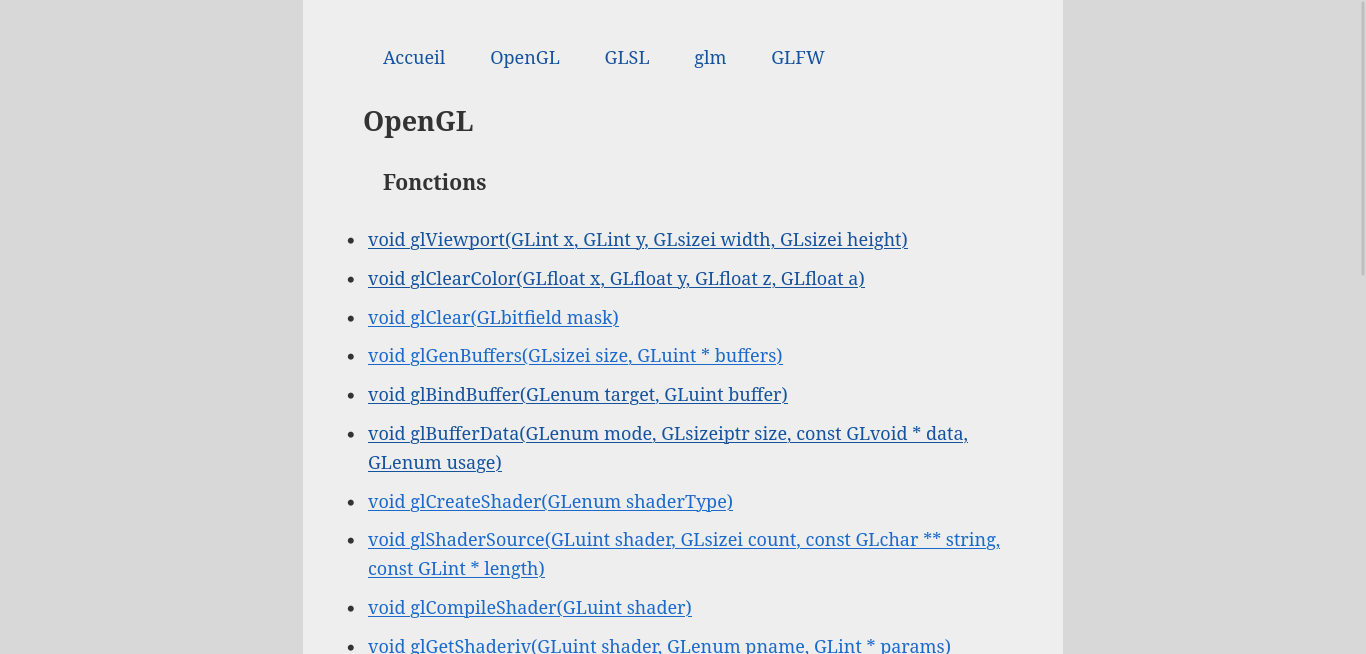 Accueil OpenGL GLSL glm GLFW
OpenGL
Fonctions
void glViewport(GLint x, GLint y, GLsizei width, GLsizei height)
void glClearColor(GLfloat x, GLfloat y, GLfloat z, GLfloat a)
void glClear(GLbitfield mask)
void glGenBuffers(GLsizei size, GLuint * buffers)
void glBindBuffer(GLenum target, GLuint buffer)
void glBufferData(GLenum mode, GLsizeiptr size, const GLvoid * data,
GLenum usage)
void glCreateShader(GLenum shaderType)
void glShaderSource(GLuint shader, GLsizei count, const GLchar ** string,
const GLint * length)
void glCompileShader(GLuint shader)
void glGetShaderiv(GLuint shader, GLenum pname, GLint * params)